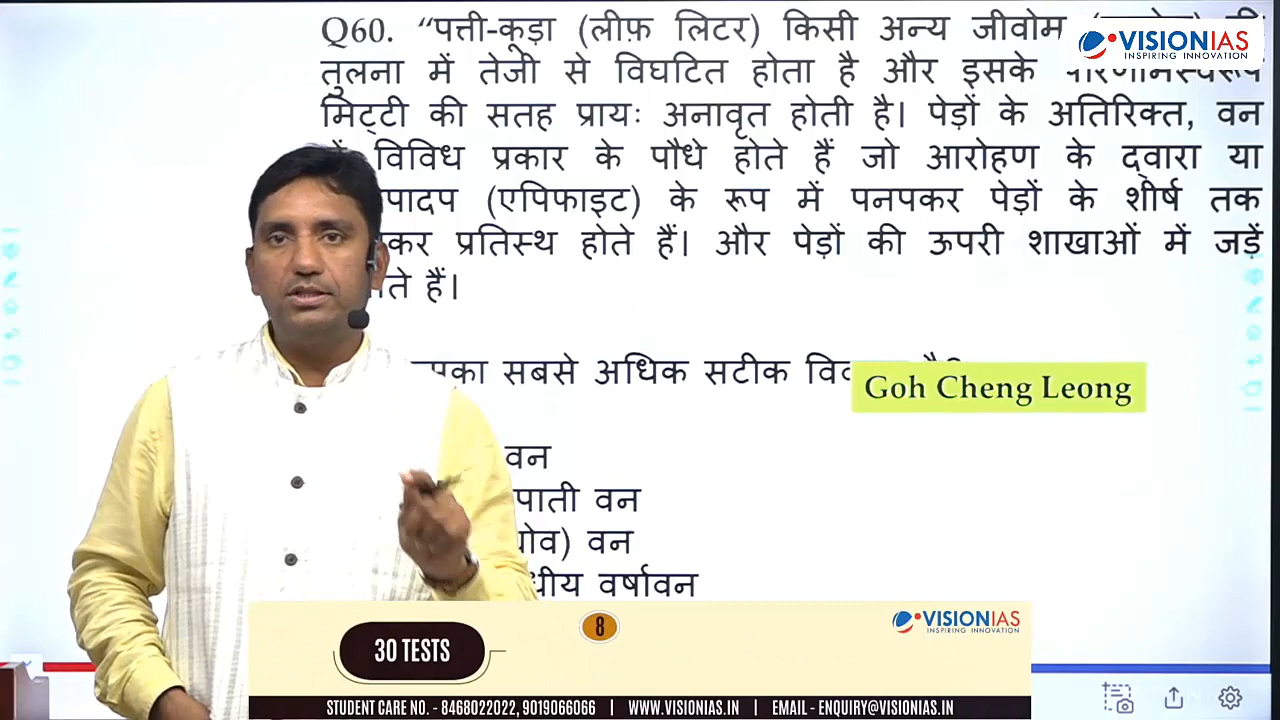 Q60. “पत्ती-कूड़ा (लीफ़ लिटर) किसी अन्य जीवोम
VISIONIAS
INSPIRING INNOVATION
तुलना में तेजी से विघटित होता है और इसके
मिट्टी की सतह प्रायः अनावृत होती है। पेड़ों के अतिरिक्त, वन
विविध प्रकार के पौधे होते हैं जो आरोहण के द्वारा या
पादप (एपिफाइट) के रूप में पनपकर पेड़ों के शीर्ष तक
कर प्रतिस्थ होते हैं। और पेड़ों की ऊपरी शाखाओं में जड़ें
ते हैं।
सबसे अधिक सटीक
Goh Cheng Leong
वन
पाती वन
वन
वर्षावन
30 TESTS
8
VISIONIAS
INSPIRING INNOVATION
STUDENT CARE NO. - 8468022022, 9019066066 | WWW.VISIONIAS.IN | EMAIL - ENQUIRY@VISIONIAS.IN